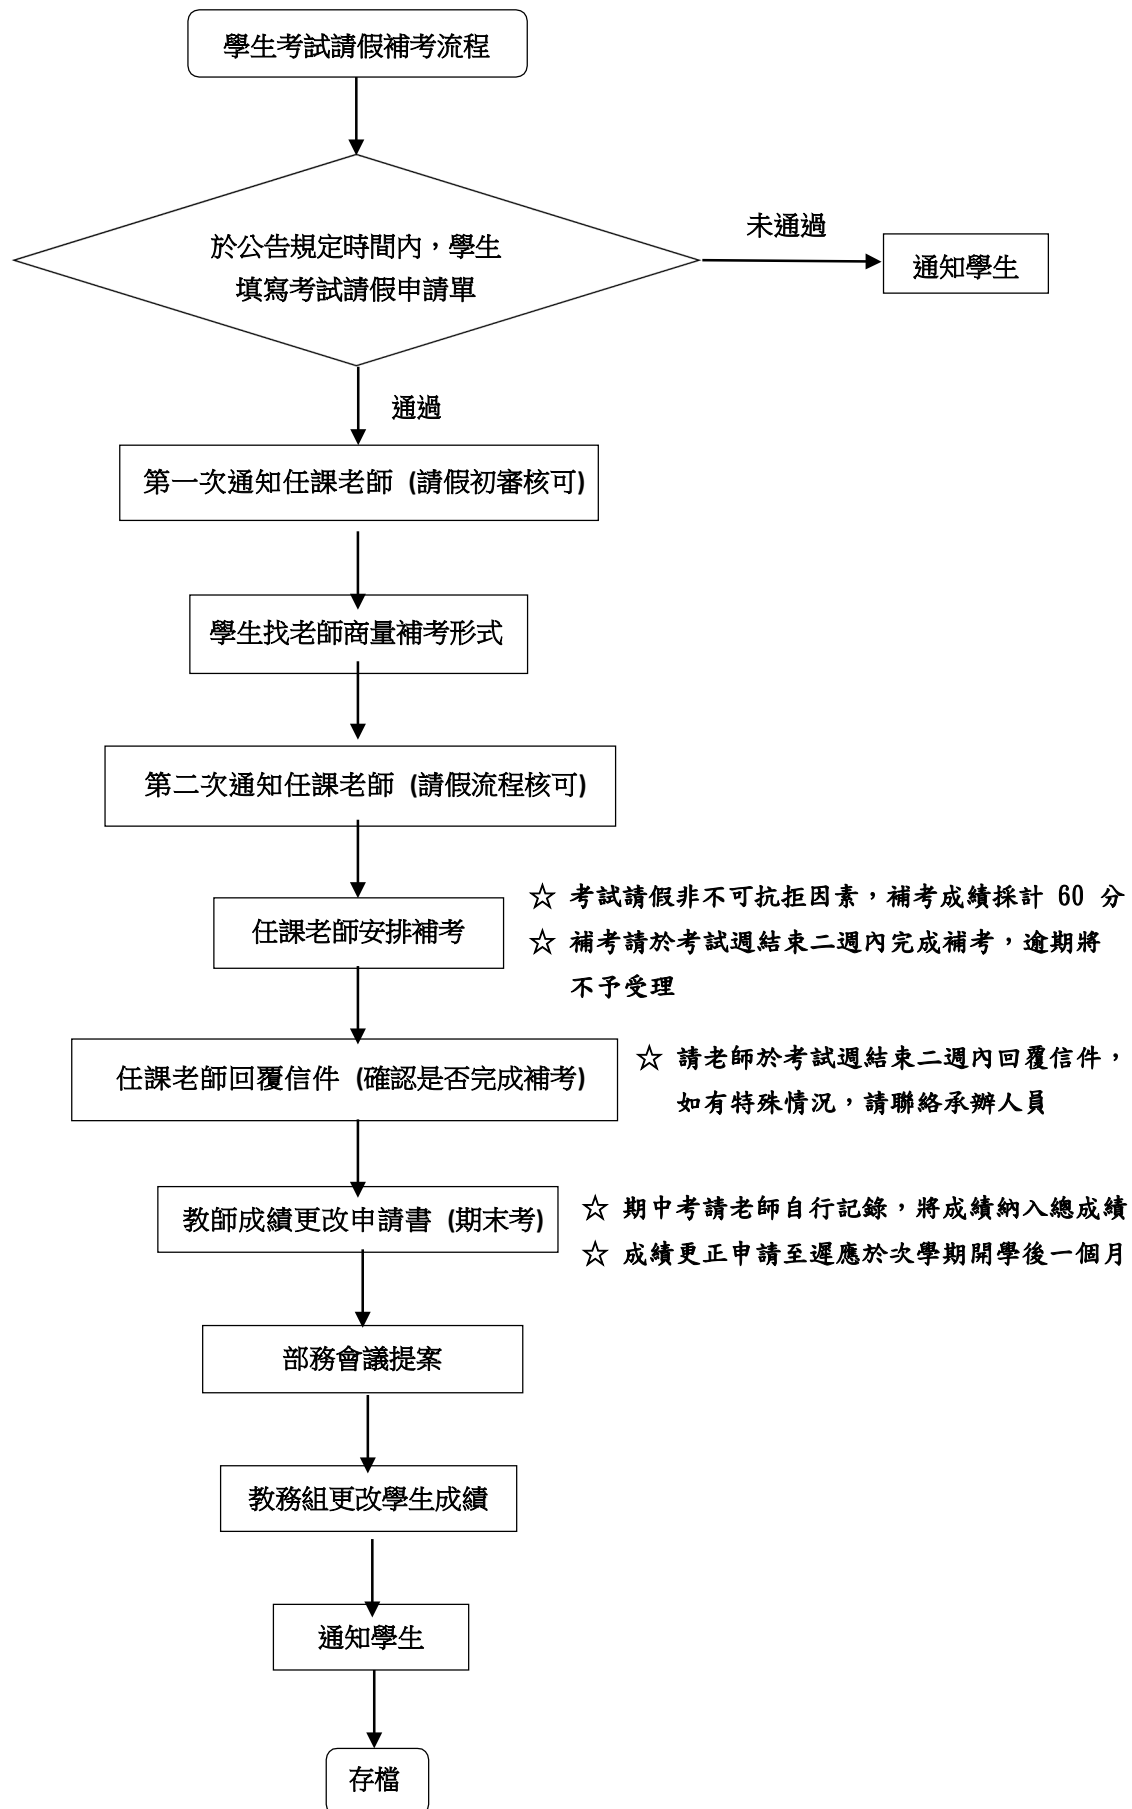 學生考試請假補考流程
於公告規定時間內，學生
填寫考試請假申請單
未通過
通知學生
通過
第一次通知任課老師 (請假初審核可)
學生找老師商量補考形式
第二次通知任課老師 (請假流程核可)
任課老師安排補考
☆ 考試請假非不可抗拒因素，補考成績採計 60 分
☆ 補考請於考試週結束二週內完成補考，逾期將
不予受理
任課老師回覆信件 (確認是否完成補考)
☆ 請老師於考試週結束二週內回覆信件，
如有特殊情況，請聯絡承辦人員
教師成績更改申請書 (期末考)
☆ 期中考請老師自行記錄，將成績納入總成績
☆ 成績更正申請至遲應於次學期開學後一個月
部務會議提案
教務組更改學生成績
通知學生
存檔